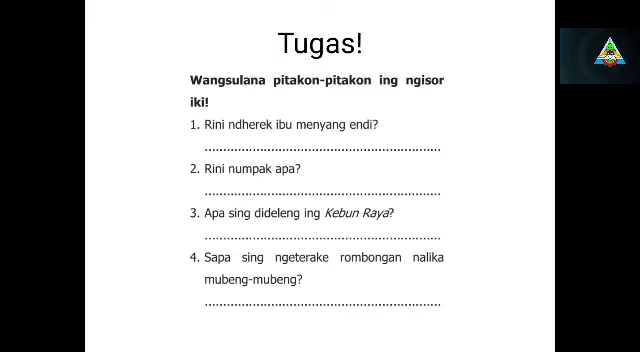 Tugas!
Wangsulana pitakon-pitakon ing ngisor
iki!
1. Rini ndherek ibu menyang endi?
................................................................................
2. Rini numpak apa?
................................................................................
3. Apa sing dideleng ing Kebun Raya?
................................................................................
4. Sapa sing ngeterake rombongan nalika
mubeng-mubeng?
................................................................................